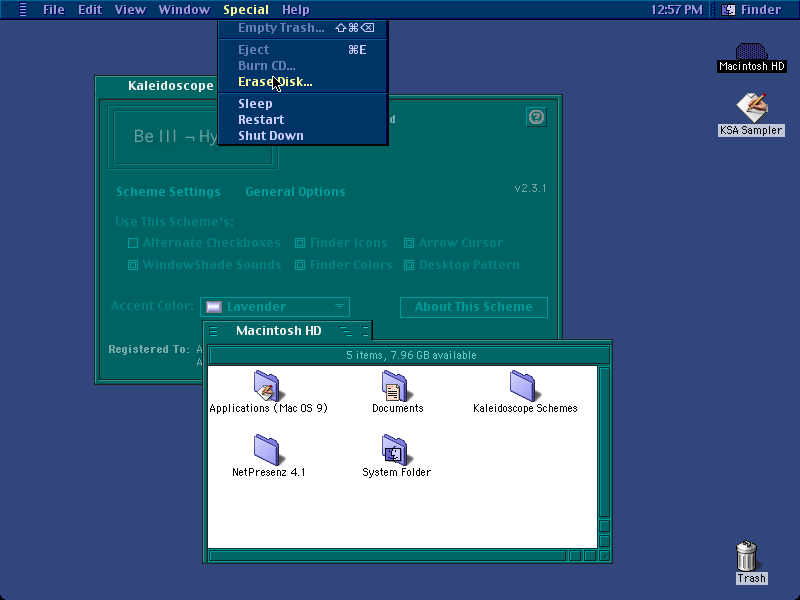 File Edit View Window Special Help 12:57 PM Finder
Empty Trash... ⇧⌘⌫
Eject ⌘E
Burn CD...
Erase Disk...
Sleep
Restart
Shut Down
Macintosh HD
KSA Sampler
Kaleidoscope
Be III ¬ Hy
Scheme Settings General Options v2.3.1
Use This Scheme's:
Alternate Checkboxes Finder Icons Arrow Cursor
WindowShade Sounds Finder Colors Desktop Pattern
Accent Color: Lavender About This Scheme
Registered To:
Macintosh HD
5 items, 7.96 GB available
Applications (Mac OS 9) Documents Kaleidoscope Schemes
NetPresenz 4.1 System Folder
Trash